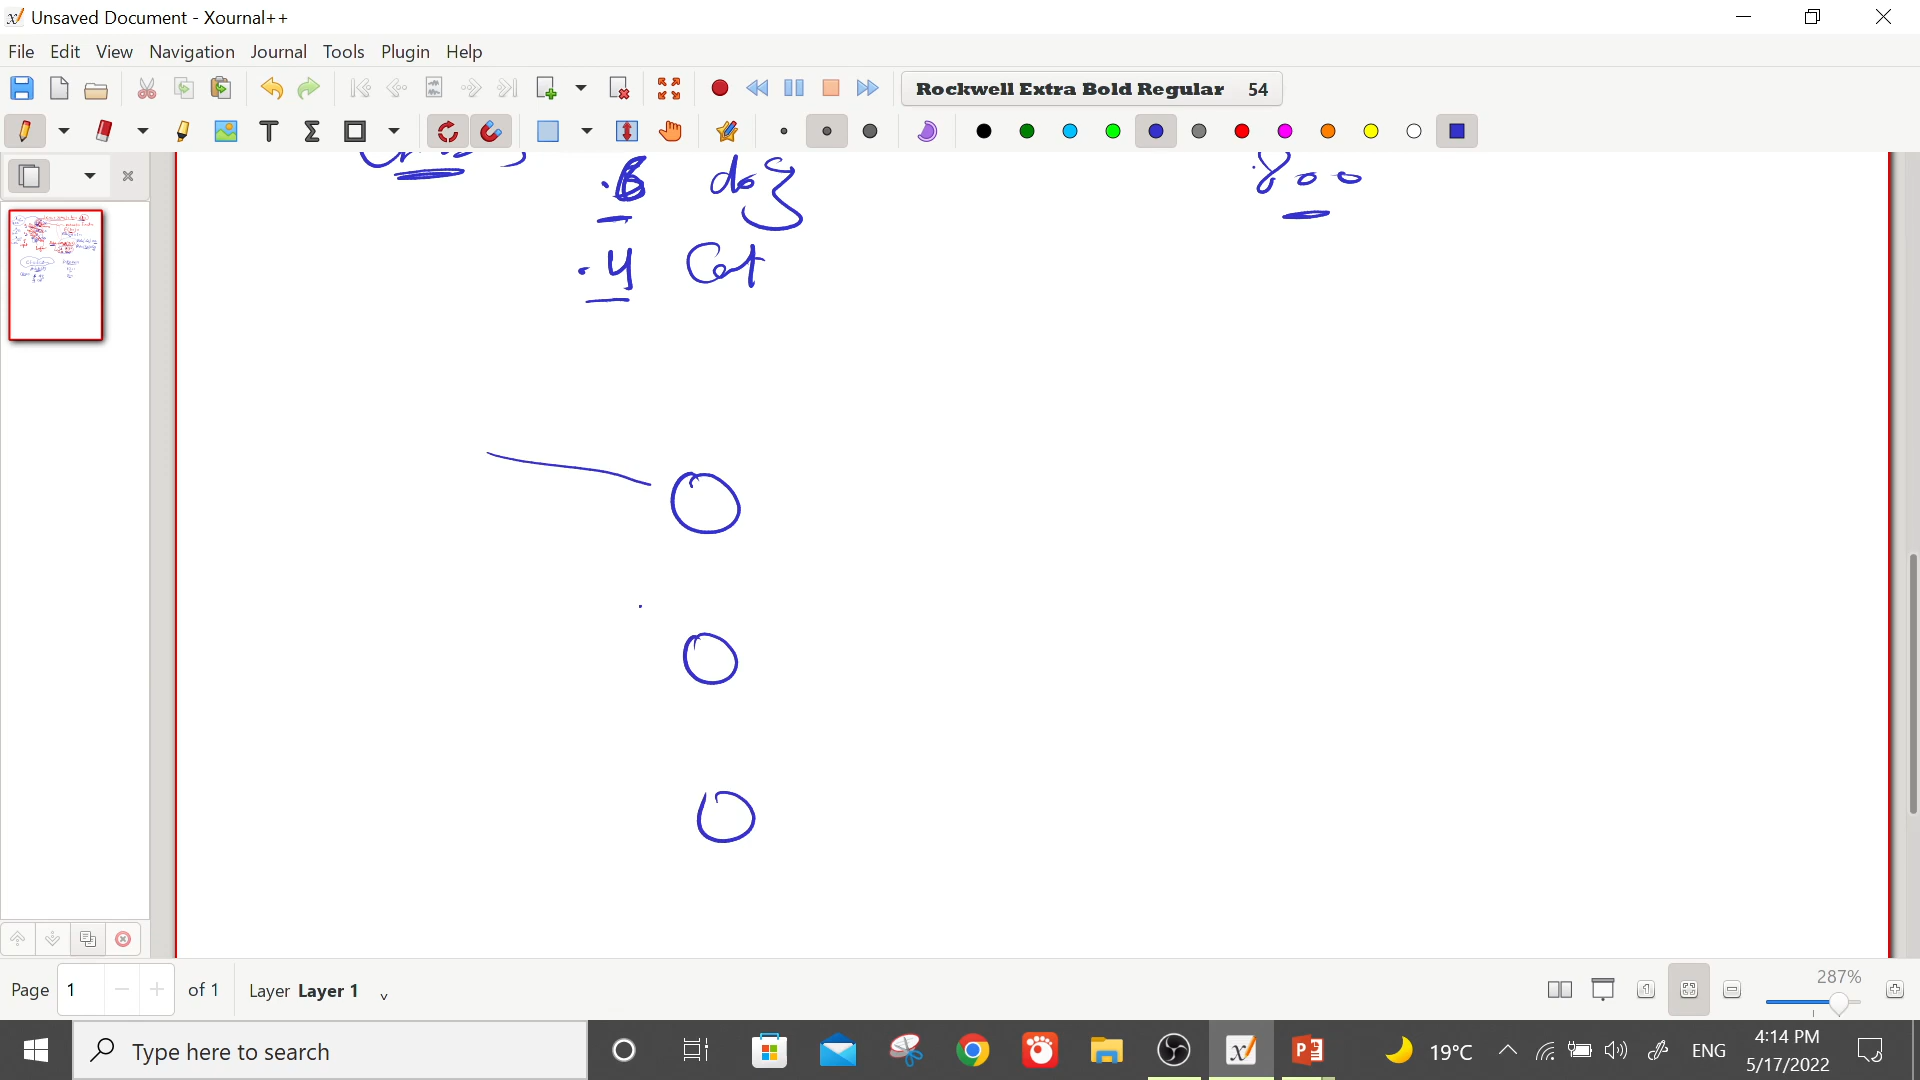 Unsaved Document - Xournal++
File Edit View Navigation Journal Tools Plugin Help
Rockwell Extra Bold Regular 54
.6 dog
800
.4 Cat
Page 1 of 1 Layer Layer 1
287%
Type here to search
19°C
ENG
4:14 PM
5/17/2022